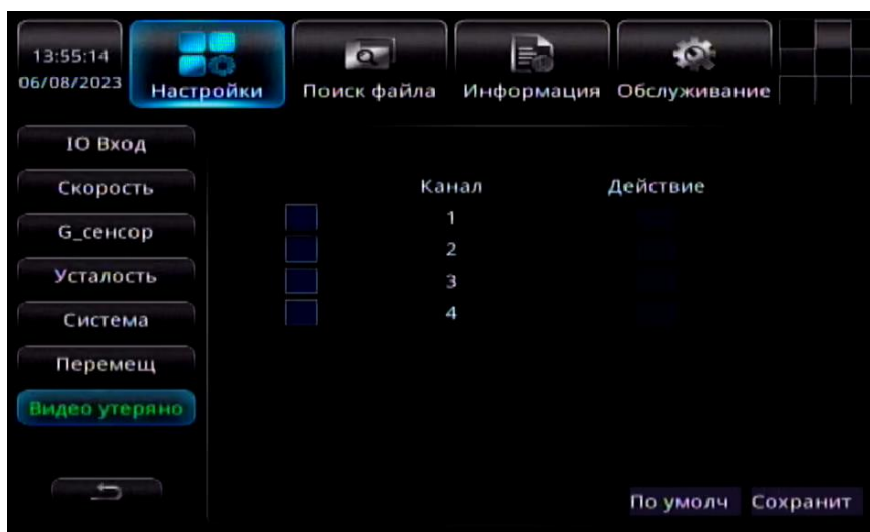 13:55:14
06/08/2023
Настройки
Поиск файла
Информация
Обслуживание
IO Вход
Скорость
G_сенсор
Усталость
Система
Перемещ
Видео утеряно
Канал Действие
1
2
3
4
По умолч Сохранит